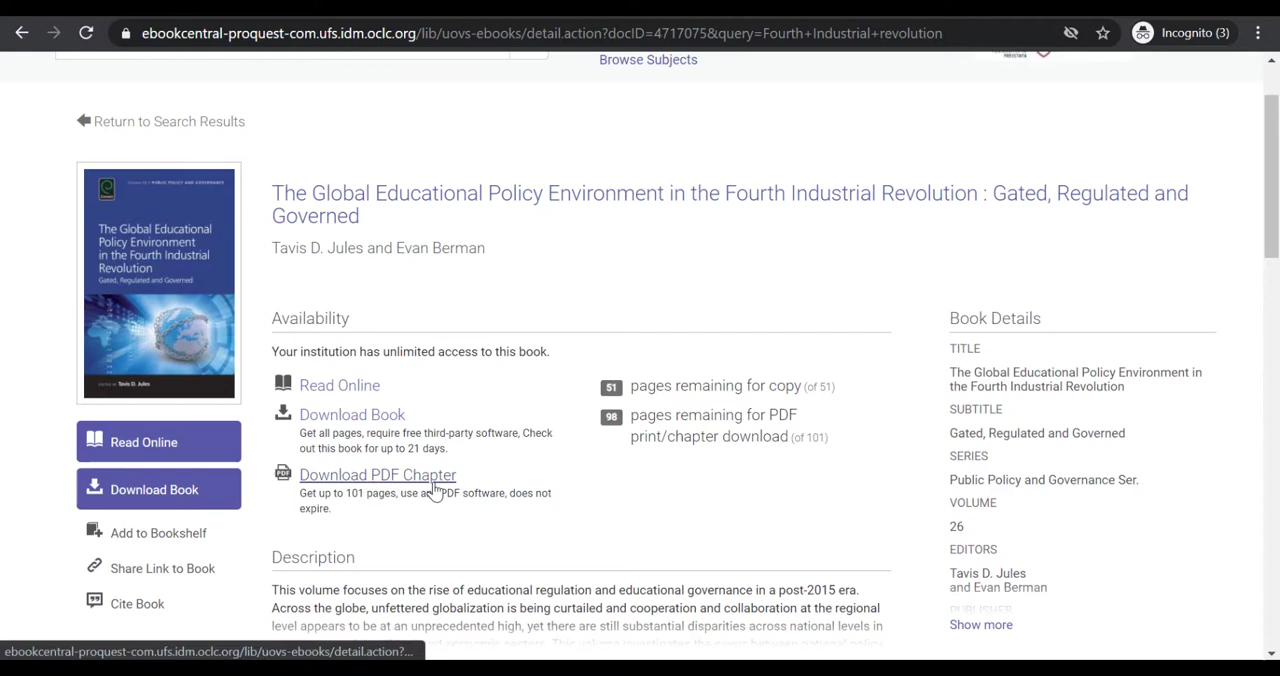 ebookcentral-proquest-com.ufs.idm.oclc.org/lib/uovs-ebooks/detail.action?docID=4717075&query=Fourth+Industrial+revolution
Incognito (3)
Browse Subjects
Return to Search Results
The Global Educational Policy Environment in the Fourth Industrial Revolution : Gated, Regulated and
Governed
Tavis D. Jules and Evan Berman
The Global Educational
Policy Environment
in the Fourth Industrial
Revolution
Gated, Regulated and Governed
Tavis D. Jules
Availability
Your institution has unlimited access to this book.
Read Online
Download Book
Get all pages, require free third-party software, Check
out this book for up to 21 days.
PDF
Download PDF Chapter
Get up to 101 pages, use PDF software, does not
expire.
51 pages remaining for copy (of 51)
98 pages remaining for PDF
print/chapter download (of 101)
Read Online
Download Book
Add to Bookshelf
Share Link to Book
Cite Book
Description
This volume focuses on the rise of educational regulation and educational governance in a post-2015 era.
Across the globe, unfettered globalization is being curtailed and cooperation and collaboration at the regional
level appears to be at an unprecedented high, yet there are still substantial disparities across national levels in
Book Details
TITLE
The Global Educational Policy Environment in
the Fourth Industrial Revolution
SUBTITLE
Gated, Regulated and Governed
SERIES
Public Policy and Governance Ser.
VOLUME
26
EDITORS
Tavis D. Jules
and Evan Berman
PUBLISHER
Show more
ebookcentral-proquest-com.ufs.idm.oclc.org/lib/uovs-ebooks/detail.action?...